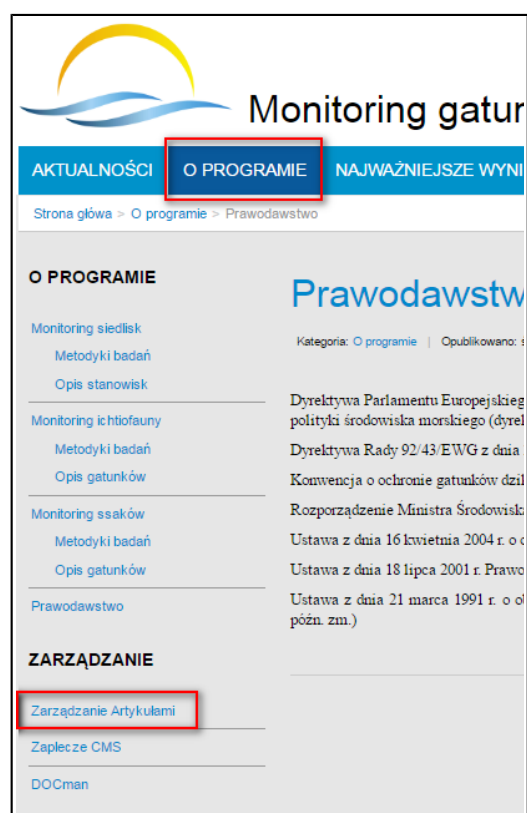 Monitoring gatur
AKTUALNOŚCI O PROGRAMIE NAJWAŻNIEJSZE WYNI
Strona główna > O programie > Prawodawstwo
O PROGRAMIE
Monitoring siedlisk
Metodyki badań
Opis stanowisk
Monitoring ichtiofauny
Metodyki badań
Opis gatunków
Monitoring ssaków
Metodyki badań
Opis gatunków
Prawodawstwo
ZARZĄDZANIE
Zarządzanie Artykułami
Zaplecze CMS
DOCman
Prawodawstw
Kategoria: O programie | Opublikowano: s
Dyrektywa Parlamentu Europejskieg
polityki środowiska morskiego (dyrel
Dyrektywa Rady 92/43/EWG z dnia
Konwencja o ochronie gatunków dzil
Rozporządzenie Ministra Środowisk
Ustawa z dnia 16 kwietnia 2004 r. o o
Ustawa z dnia 18 lipca 2001 r. Prawo
Ustawa z dnia 21 marca 1991 r. o ol
późn. zm.)